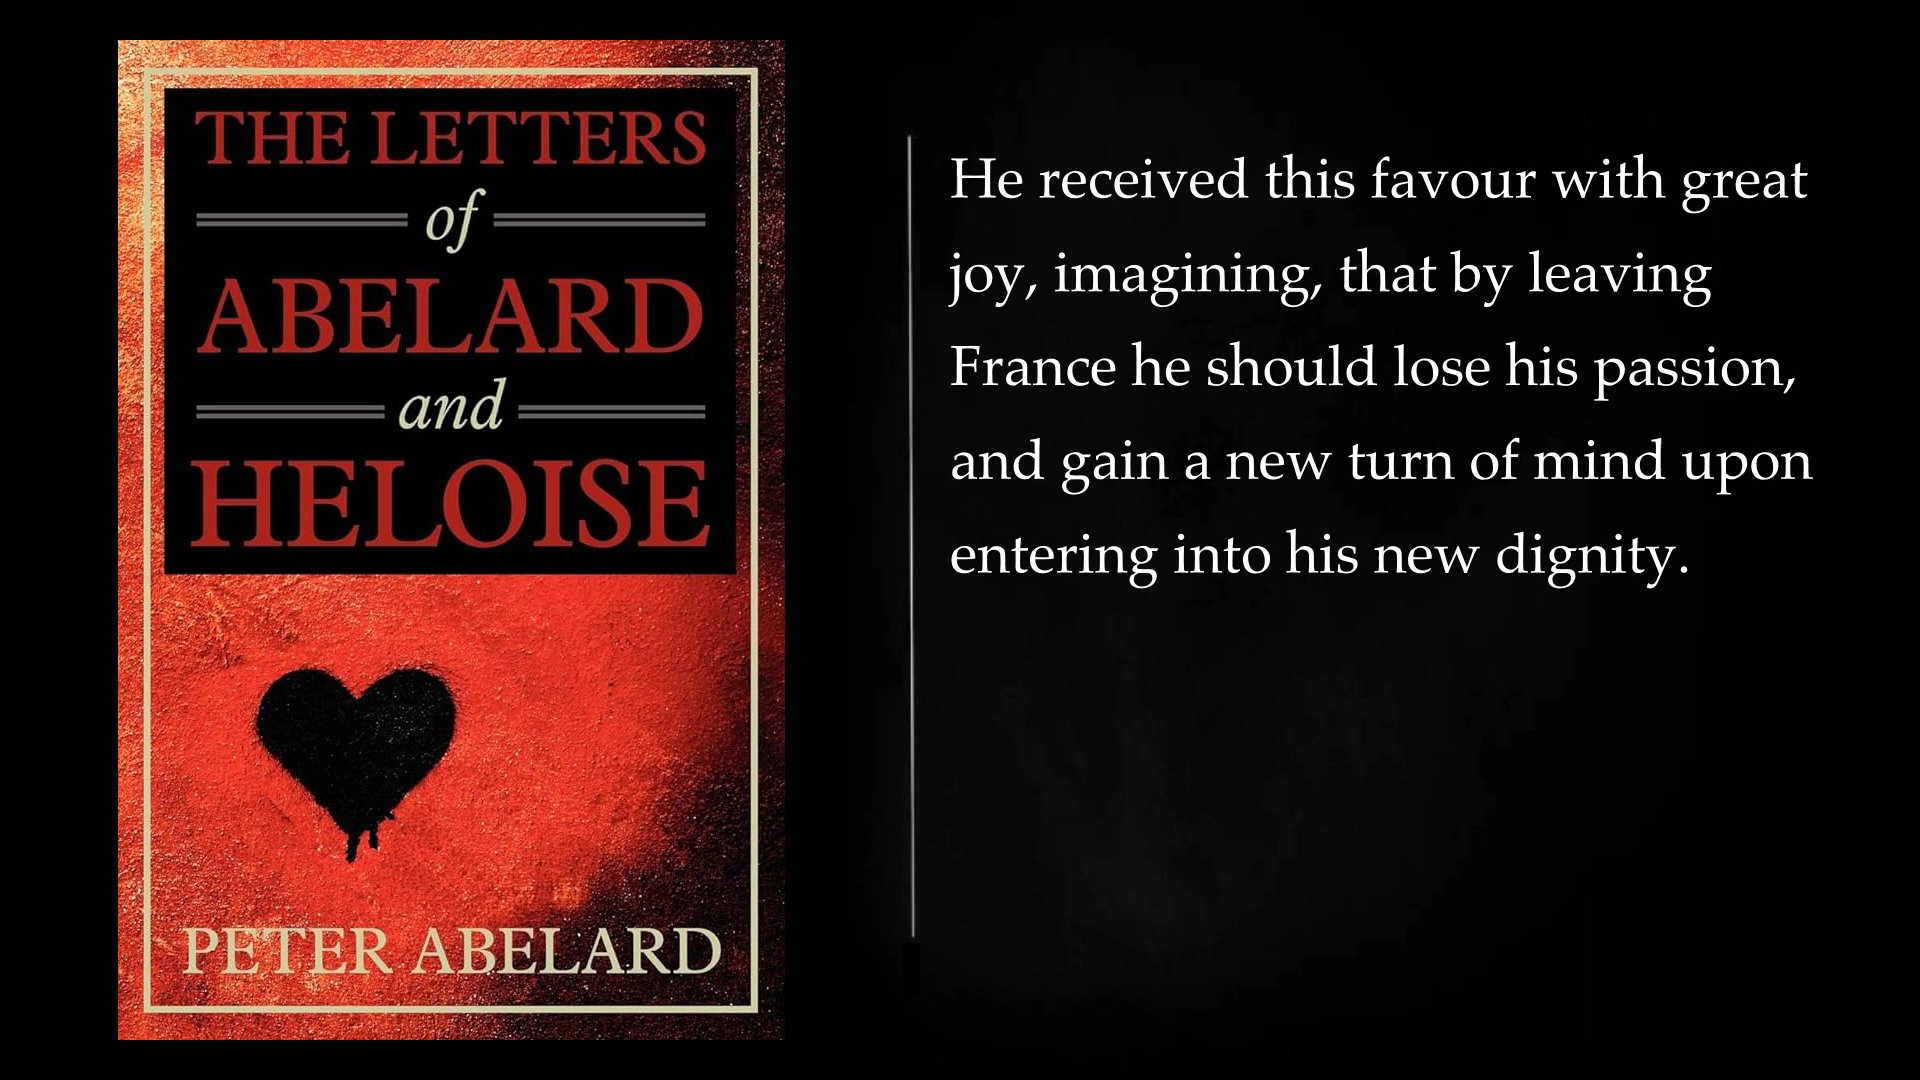 THE LETTERS
of
ABELARD
and
HELOISE
PETER ABELARD
He received this favour with great
joy, imagining, that by leaving
France he should lose his passion,
and gain a new turn of mind upon
entering into his new dignity.